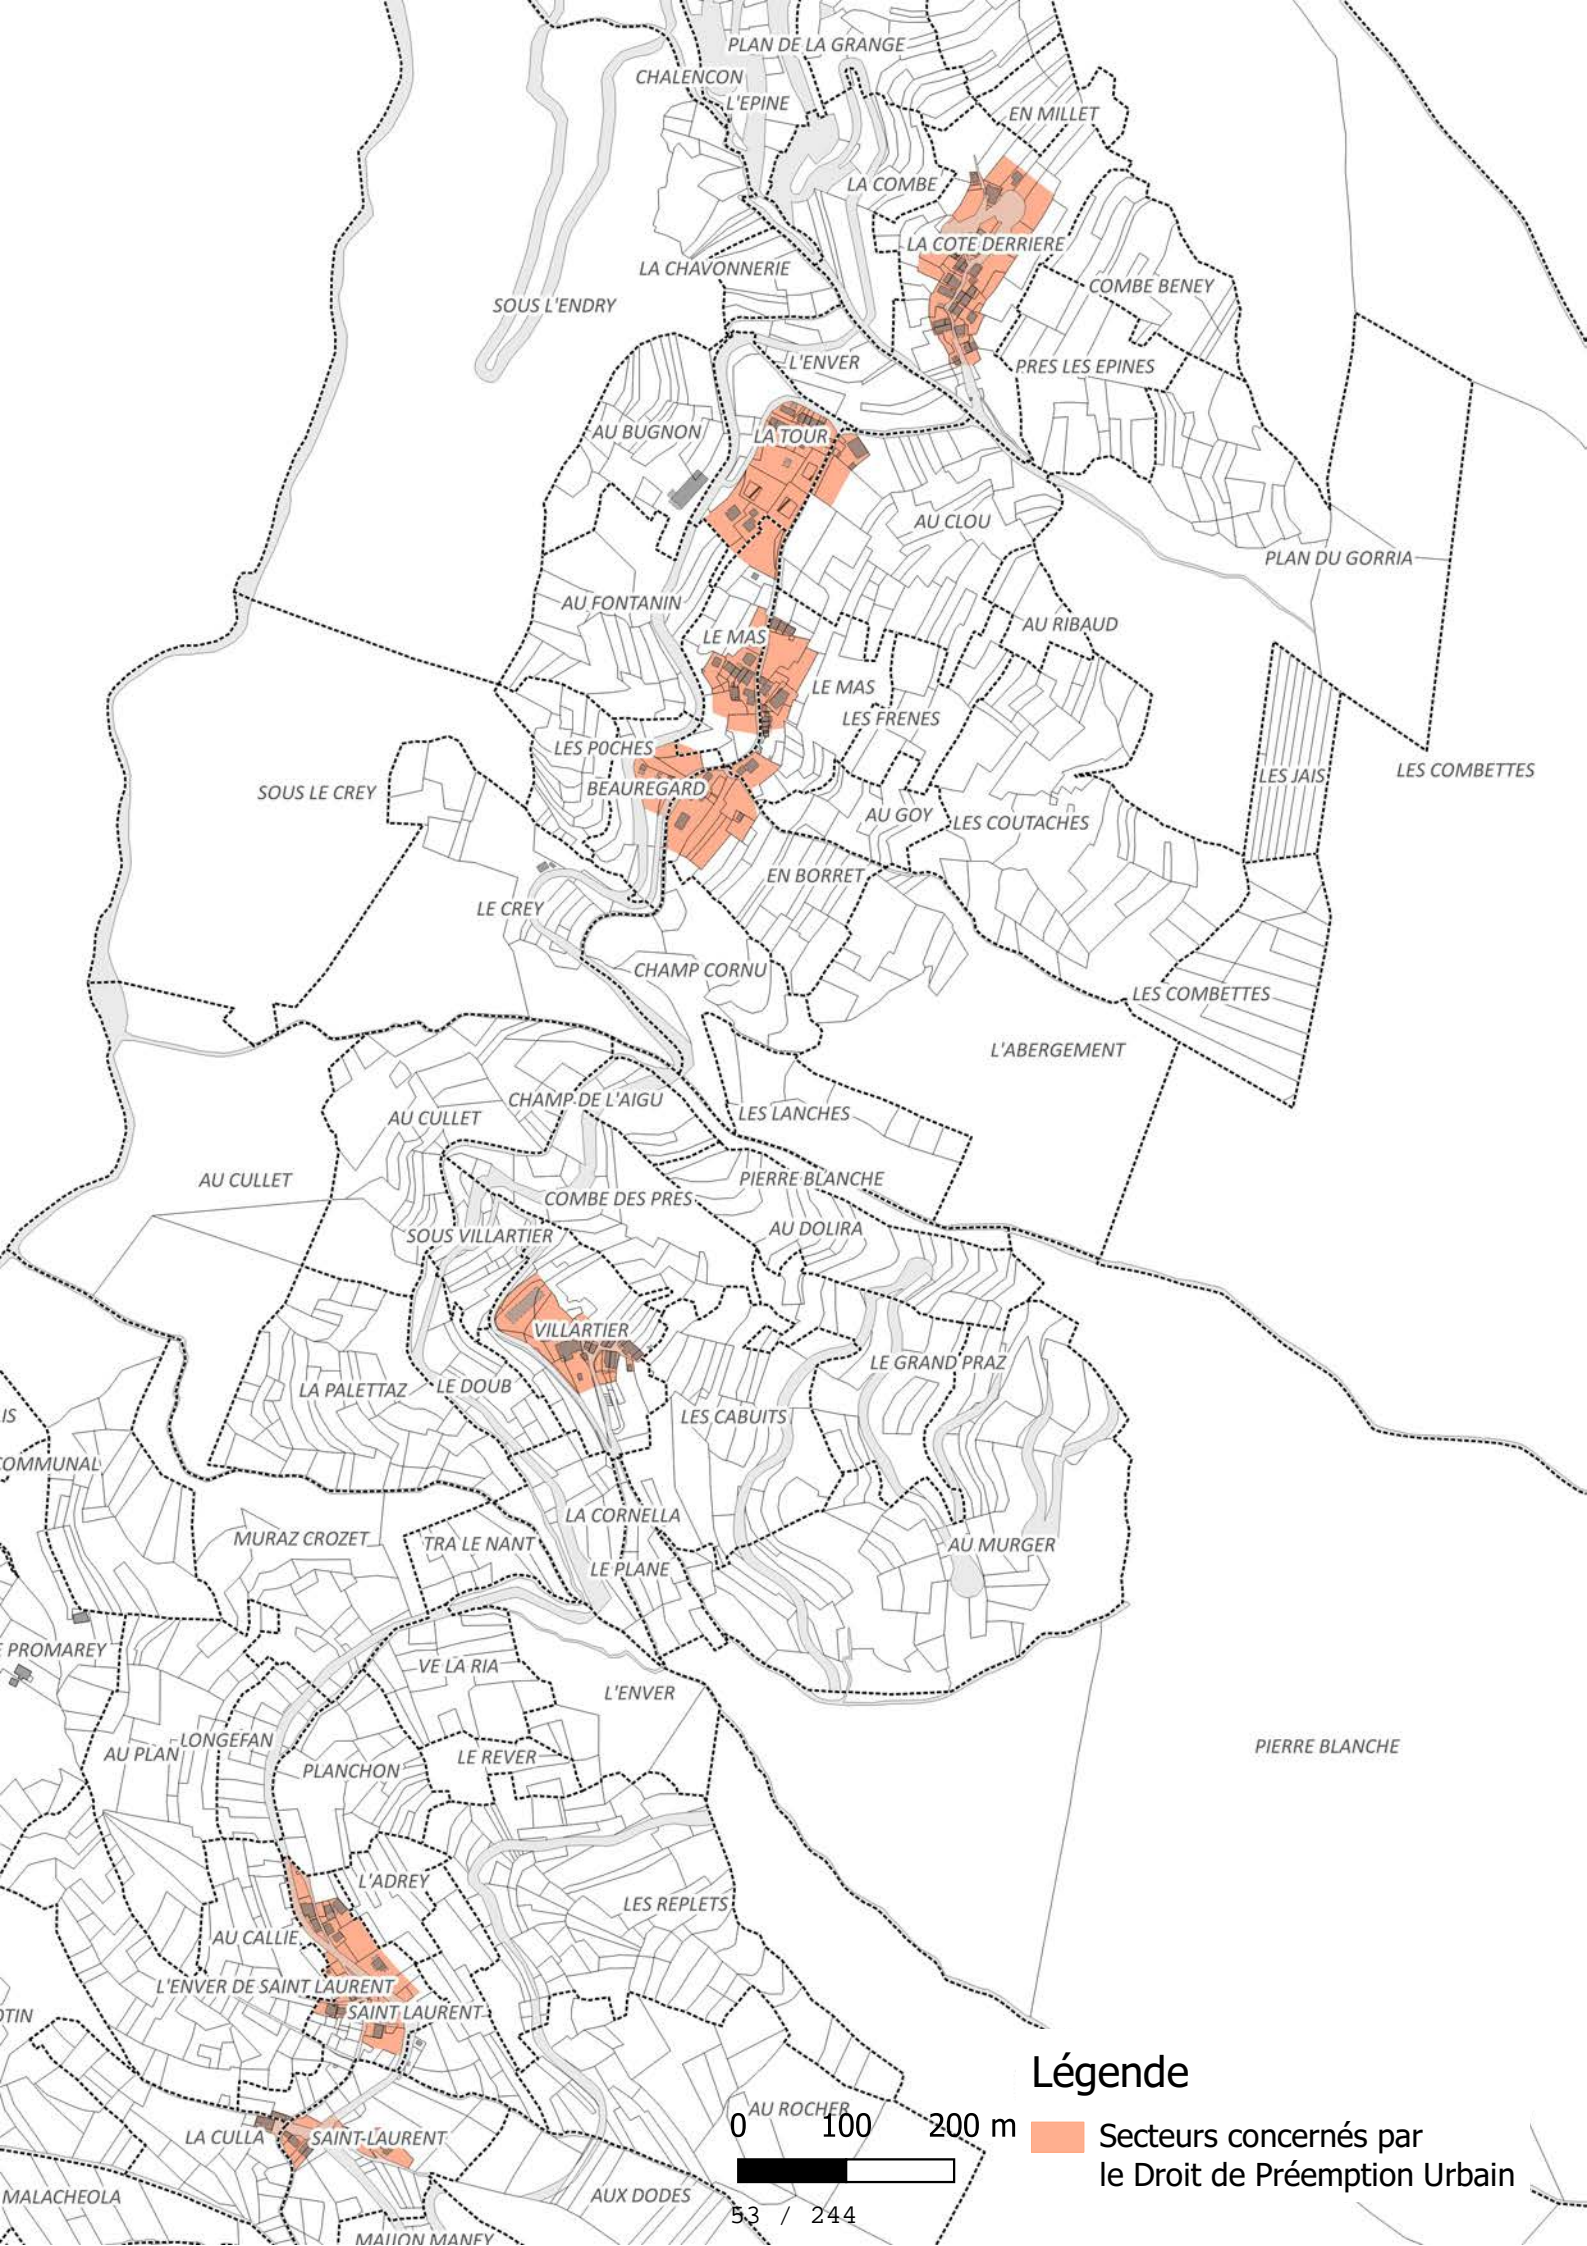 PLAN DE LA GRANGE
CHALENCON
L'EPINE
EN MILLET
LA COMBE
LA COTE DERRIERE
LA CHAVONNERIE
COMBE BENEY
SOUS L'ENDRY
L'ENVER
PRES LES EPINES
AU BUGNON
LA TOUR
AU CLOU
PLAN DU GORRIA
AU FONTANIN
AU RIBAUD
LE MAS
LE MAS
LES FRENES
LES POCHES
LES JAIS
LES COMBETTES
SOUS LE CREY
BEAUREGARD
AU GOY
LES COUTACHES
EN BORRET
LE CREY
CHAMP CORNU
LES COMBETTES
L'ABERGEMENT
CHAMP DE L'AIGU
AU CULLET
LES LANCHES
AU CULLET
PIERRE BLANCHE
COMBE DES PRES
AU DOLIRA
SOUS VILLARTIER
VILLARTIER
LE GRAND PRAZ
LA PALETTAZ
LE DOUB
IS
LES CABUITS
OMMUNAL
LA CORNELLA
MURAZ CROZET
TRA LE NANT
AU MURGER
LE PLANE
E PROMAREY
VE LA RIA
L'ENVER
LONGEFAN
AU PLAN
LE REVER
PIERRE BLANCHE
PLANCHON
L'ADREY
LES REPLETS
AU CALLIE
L'ENVER DE SAINT LAURENT
SAINT LAURENT
OTIN
Légende
AU ROCHER
0 100 200 m
Secteurs concernés par
le Droit de Préemption Urbain
LA CULLA
SAINT-LAURENT
MALACHEOLA
AUX DODES
53 / 244